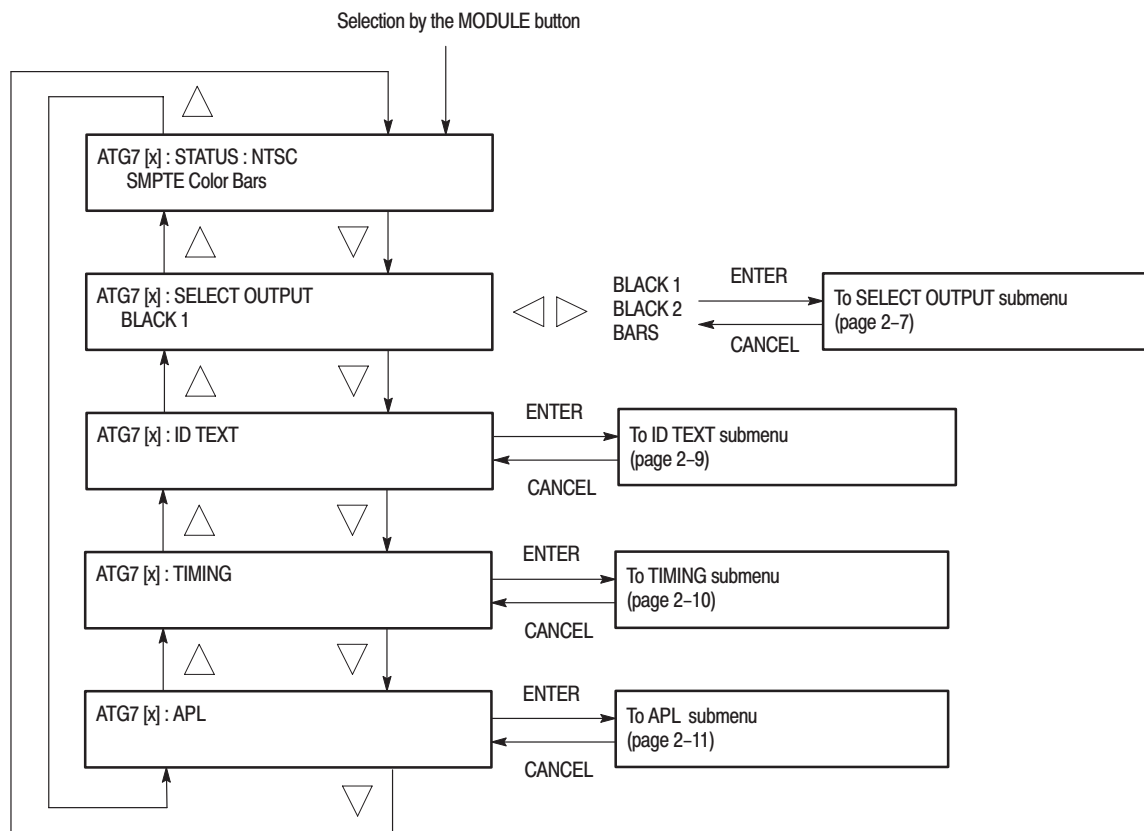 Selection by the MODULE button
ATG7 [x] : STATUS : NTSC
SMPTE Color Bars
ATG7 [x] : SELECT OUTPUT
BLACK 1
BLACK 1
BLACK 2
BARS
ENTER
CANCEL
To SELECT OUTPUT submenu
(page 2–7)
ATG7 [x] : ID TEXT
ENTER
CANCEL
To ID TEXT submenu
(page 2–9)
ATG7 [x] : TIMING
ENTER
CANCEL
To TIMING submenu
(page 2–10)
ATG7 [x] : APL
ENTER
CANCEL
To APL submenu
(page 2–11)